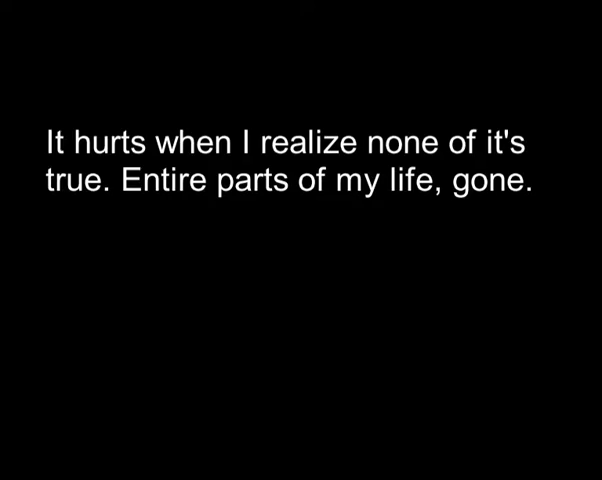 It hurts when I realize none of it's
true. Entire parts of my life, gone.